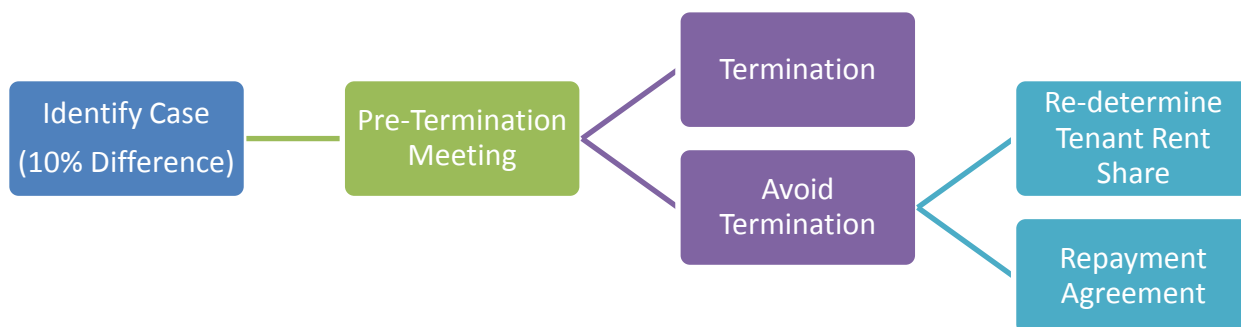 Identify Case
(10% Difference)
Pre-Termination
Meeting
Termination
Avoid
Termination
Re-determine
Tenant Rent
Share
Repayment
Agreement